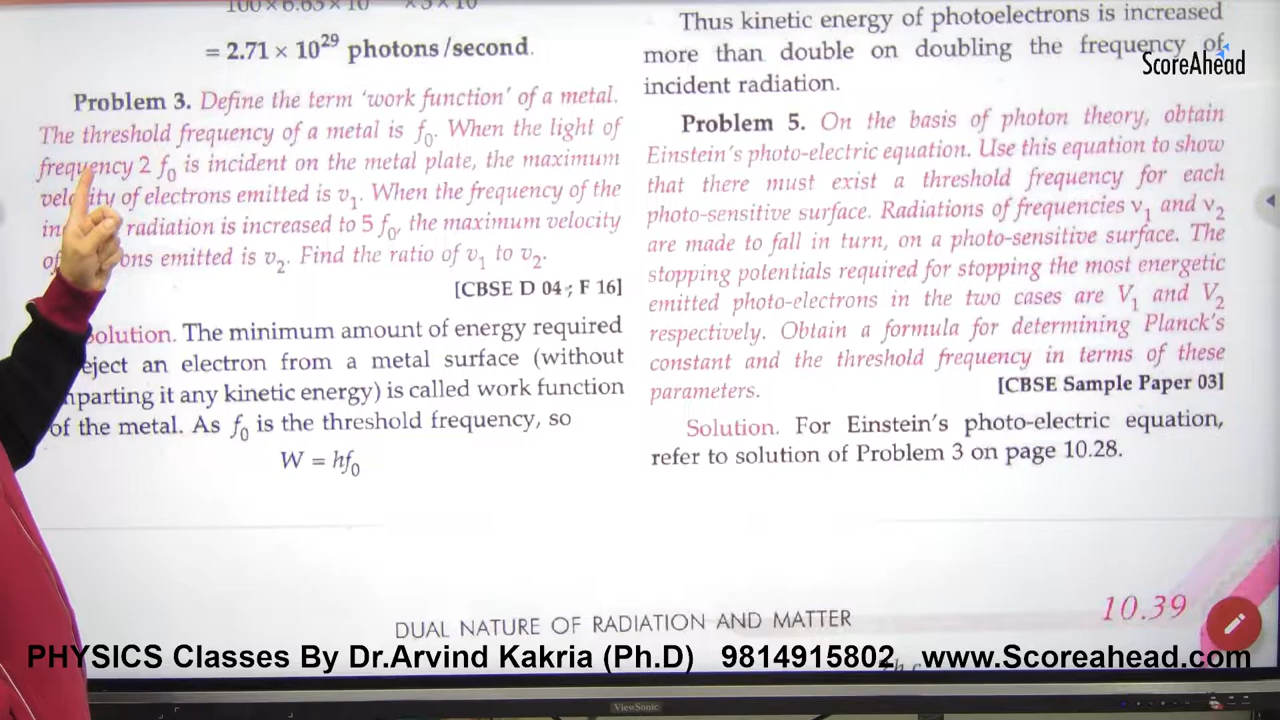 100 × 6.63 × 10
= 2.71 × 10²⁹ photons/second.
Problem 3. Define the term 'work function' of a metal.
The threshold frequency of a metal is f₀. When the light of
frequency 2 f₀ is incident on the metal plate, the maximum
velocity of electrons emitted is v₁. When the frequency of the
radiation is increased to 5 f₀, the maximum velocity
emitted is v₂. Find the ratio of v₁ to v₂.
[CBSE D 04 ; F 16]
Solution. The minimum amount of energy required
eject an electron from a metal surface (without
parting it any kinetic energy) is called work function
of the metal. As f₀ is the threshold frequency, so
W = hf₀
Thus kinetic energy of photoelectrons is increased
more than double on doubling the frequency of
incident radiation.
ScoreAhead
Problem 5. On the basis of photon theory, obtain
Einstein's photo-electric equation. Use this equation to show
that there must exist a threshold frequency for each
photo-sensitive surface. Radiations of frequencies ν₁ and ν₂
are made to fall in turn, on a photo-sensitive surface. The
stopping potentials required for stopping the most energetic
emitted photo-electrons in the two cases are V₁ and V₂
respectively. Obtain a formula for determining Planck's
constant and the threshold frequency in terms of these
parameters.
[CBSE Sample Paper 03]
Solution. For Einstein's photo-electric equation,
refer to solution of Problem 3 on page 10.28.
DUAL NATURE OF RADIATION AND MATTER
10.39
PHYSICS Classes By Dr.Arvind Kakria (Ph.D) 9814915802 www.Scoreahead.com
ViewSonic